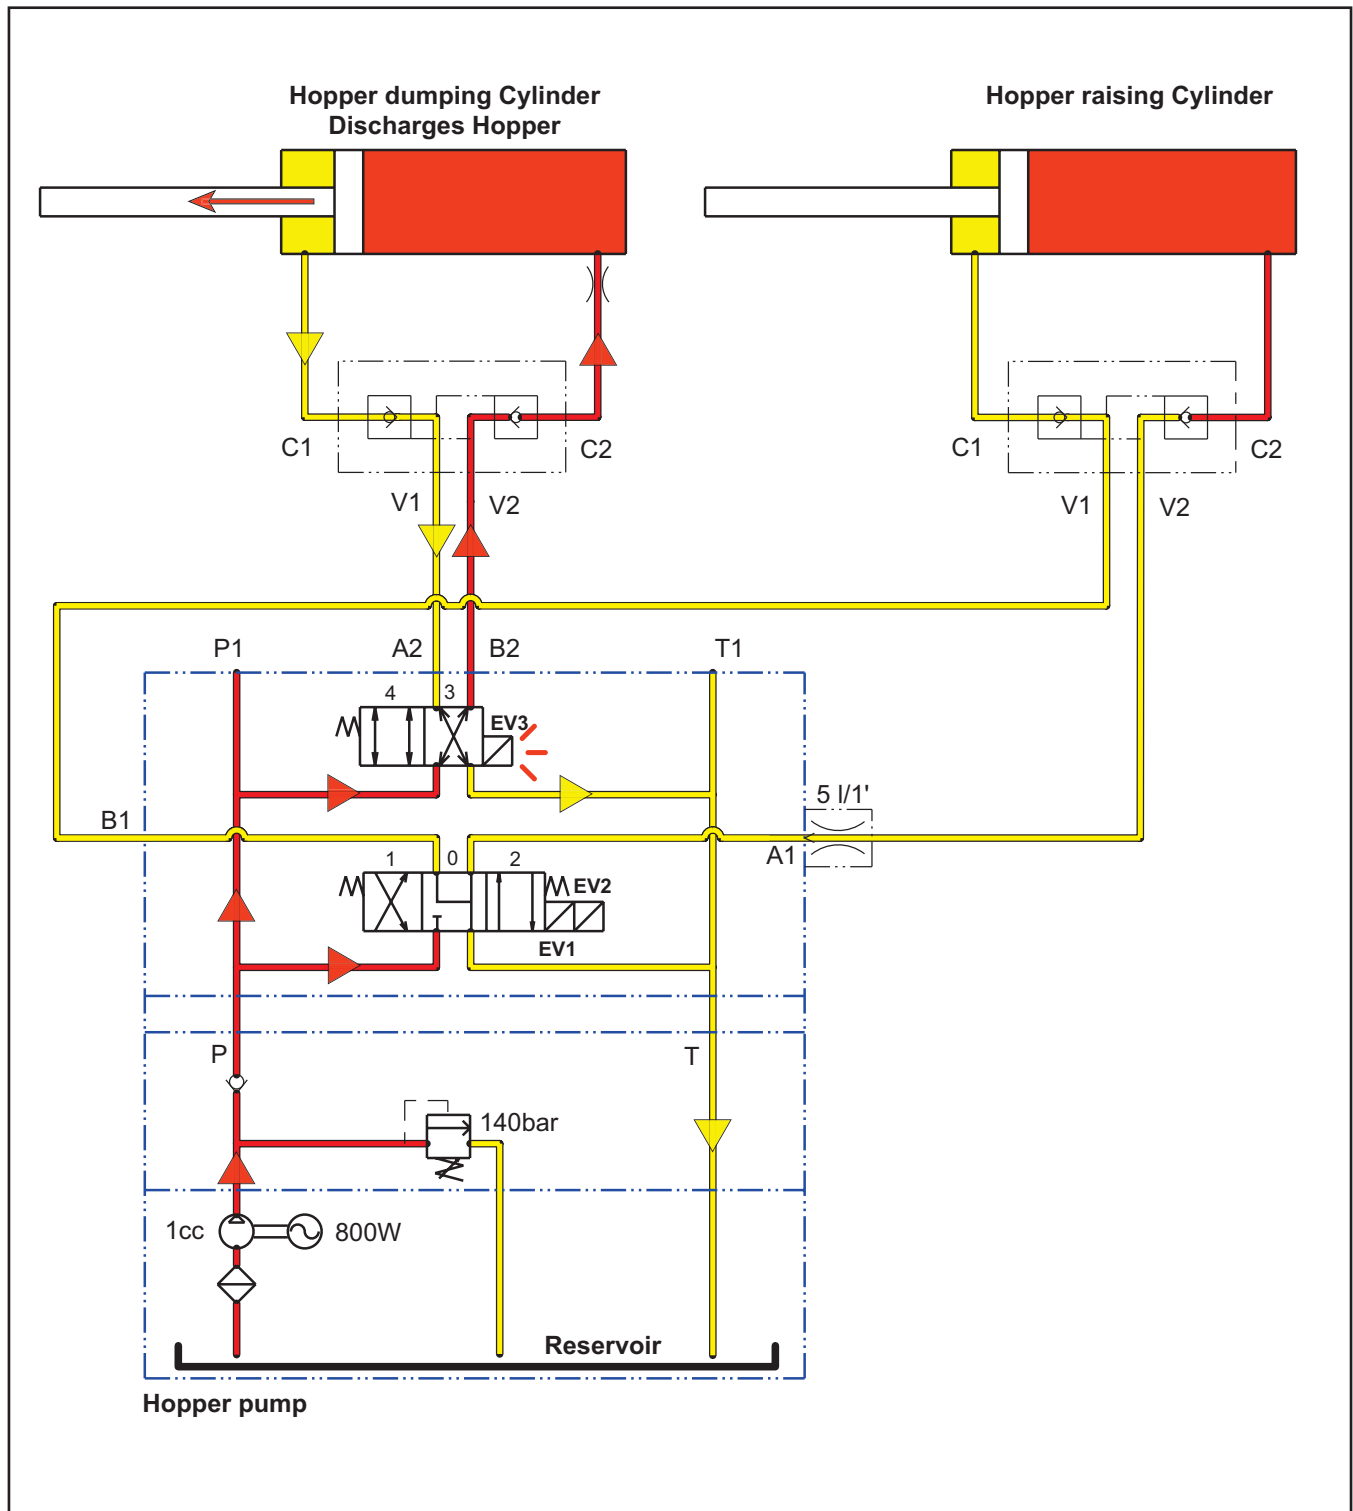 Hopper dumping Cylinder
Discharges Hopper
Hopper raising Cylinder
C1
C2
C1
C2
V1
V2
V1
V2
P1
A2
B2
T1
4
3
EV3
5 l/1'
B1
1
0
2
A1
EV2
EV1
P
T
140bar
1cc
800W
Reservoir
Hopper pump